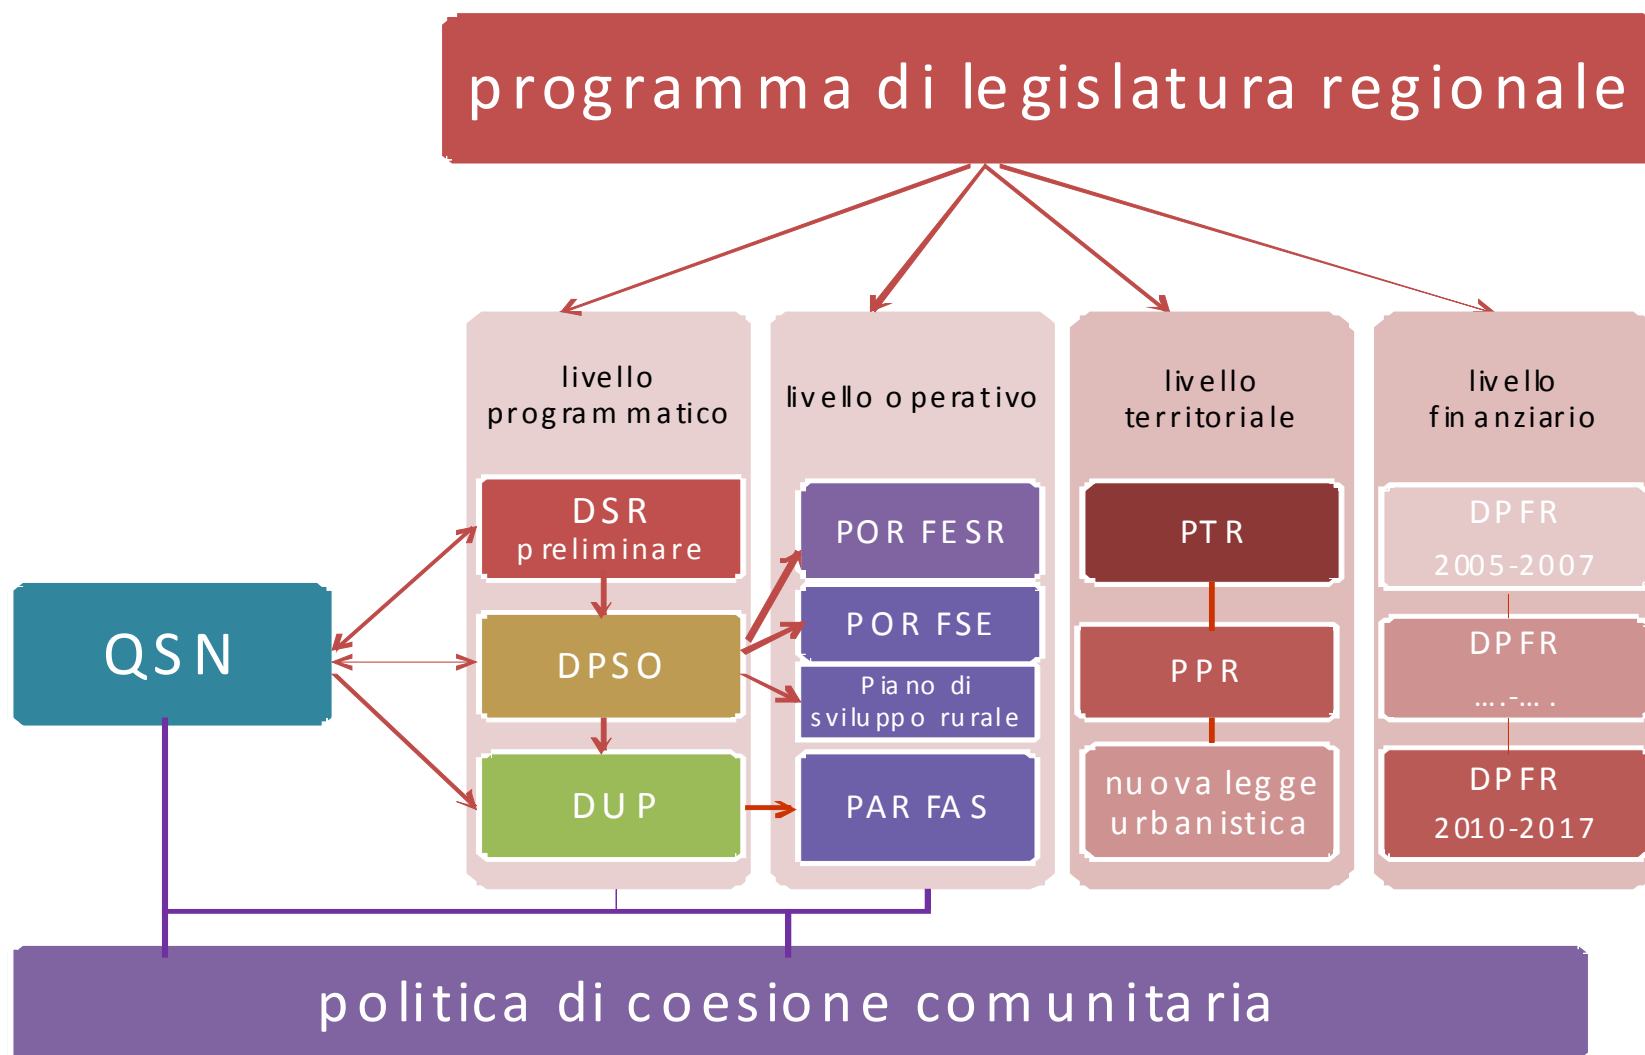 programma di legislatura regionale
livello
programmatico
DSR
preliminare
DPSO
DUP
livello operativo
POR FESR
POR FSE
Piano di
sviluppo rurale
PAR FAS
livello
territoriale
PTR
PPR
nuova legge
urbanistica
livello
finanziario
DPFR
2005-2007
DPFR
….-… .
DPFR
2010-2017
QSN
politica di coesione comunitaria